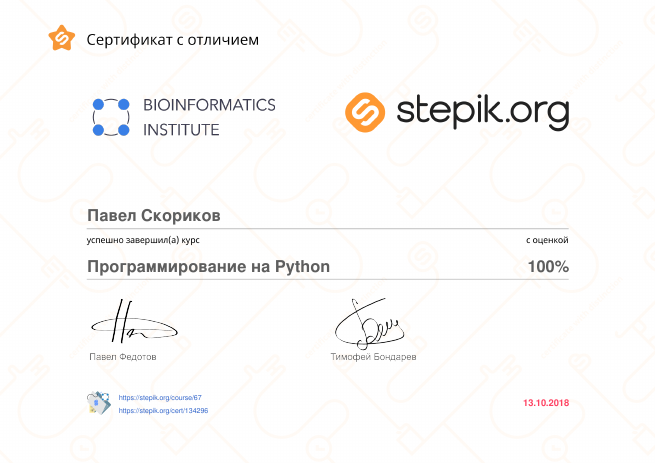 Сертификат с отличием
BIOINFORMATICS
INSTITUTE
stepik.org
Павел Скориков
успешно завершил(а) курс
с оценкой
Программирование на Python
100%
Павел Федотов
Тимофей Бондарев
https://stepik.org/course/67
https://stepik.org/cert/134296
13.10.2018